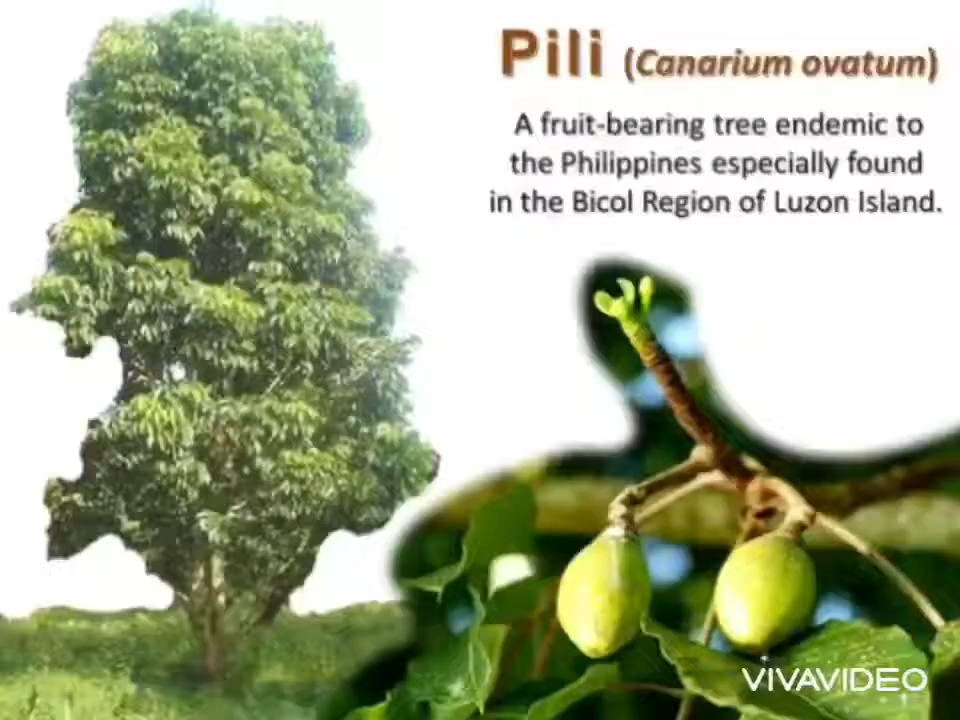 Pili (Canarium ovatum)
A fruit-bearing tree endemic to
the Philippines especially found
in the Bicol Region of Luzon Island.
VIVAVIDEO